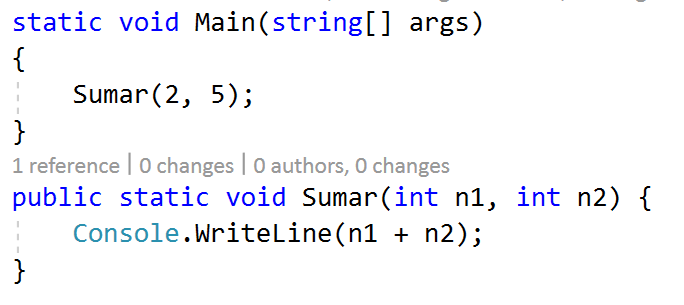 static void Main(string[] args)
{
    Sumar(2, 5);
}
1 reference | 0 changes | 0 authors, 0 changes
public static void Sumar(int n1, int n2) {
    Console.WriteLine(n1 + n2);
}